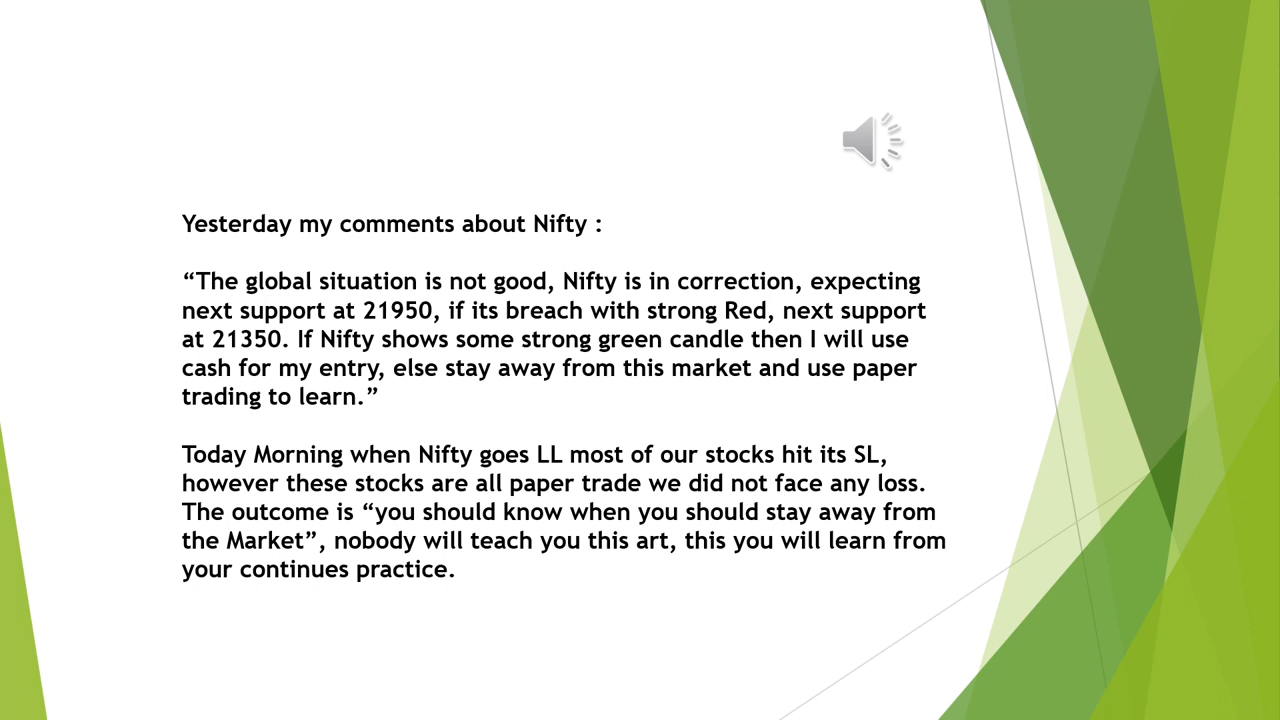 Yesterday my comments about Nifty :
“The global situation is not good, Nifty is in correction, expecting
next support at 21950, if its breach with strong Red, next support
at 21350. If Nifty shows some strong green candle then I will use
cash for my entry, else stay away from this market and use paper
trading to learn.”
Today Morning when Nifty goes LL most of our stocks hit its SL,
however these stocks are all paper trade we did not face any loss.
The outcome is “you should know when you should stay away from
the Market”, nobody will teach you this art, this you will learn from
your continues practice.